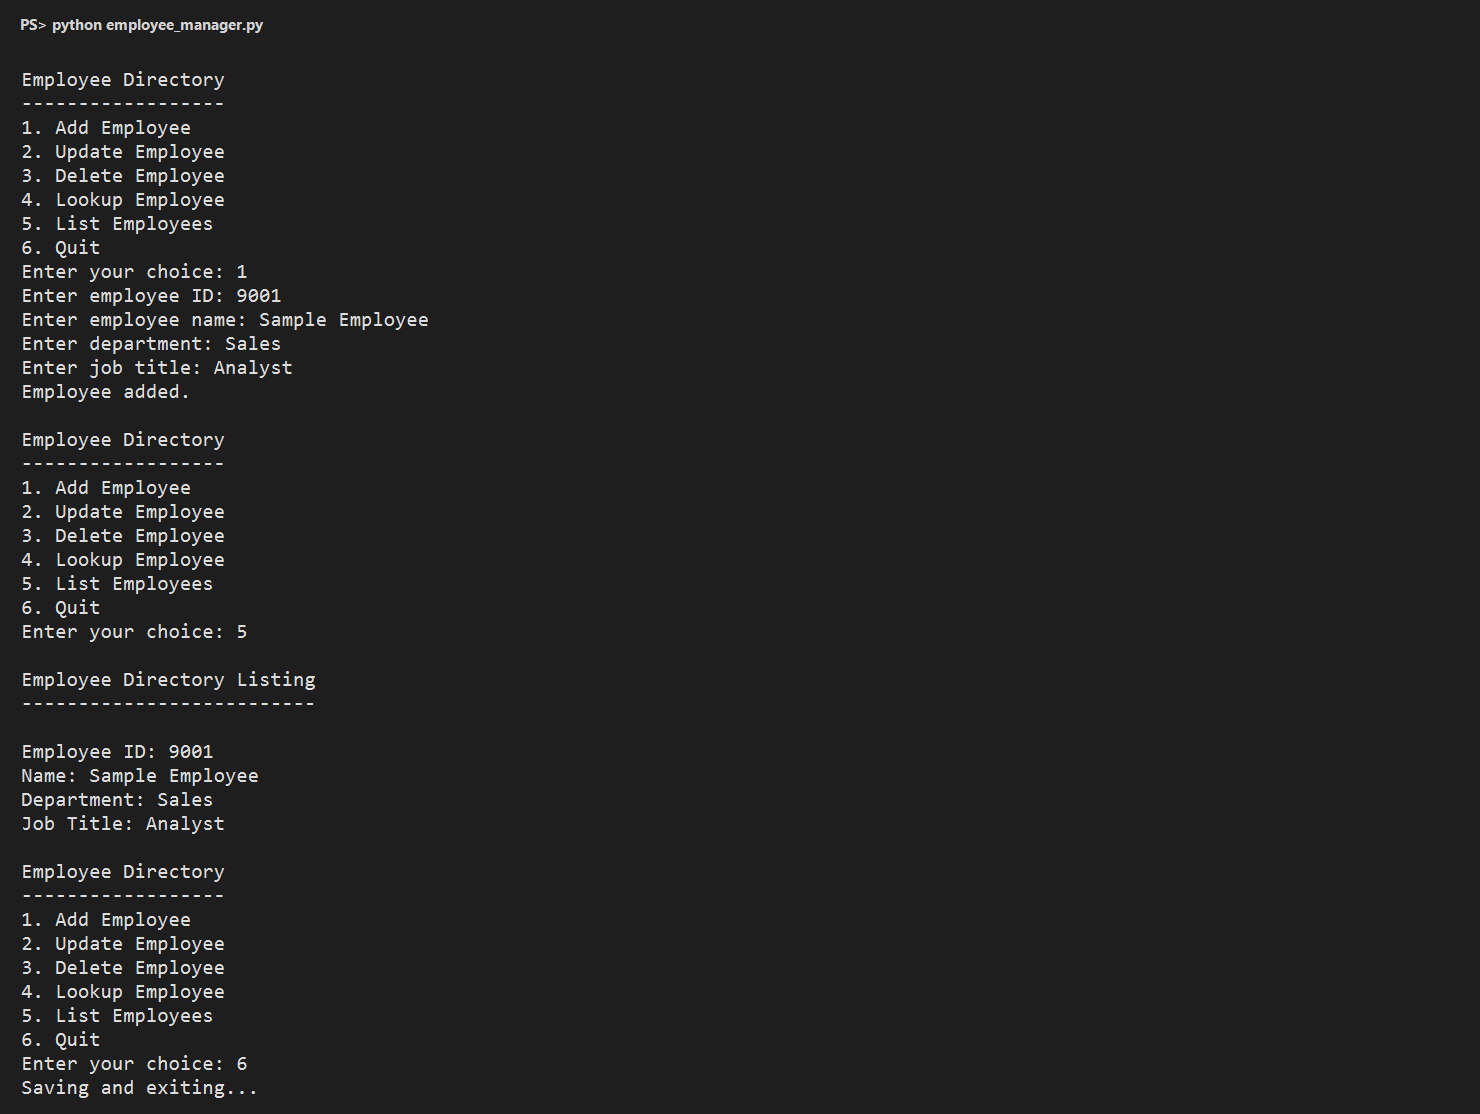 PS> python employee_manager.py
Employee Directory
------------------
1. Add Employee
2. Update Employee
3. Delete Employee
4. Lookup Employee
5. List Employees
6. Quit
Enter your choice: 1
Enter employee ID: 9001
Enter employee name: Sample Employee
Enter department: Sales
Enter job title: Analyst
Employee added.
Employee Directory
------------------
1. Add Employee
2. Update Employee
3. Delete Employee
4. Lookup Employee
5. List Employees
6. Quit
Enter your choice: 5
Employee Directory Listing
--------------------------
Employee ID: 9001
Name: Sample Employee
Department: Sales
Job Title: Analyst
Employee Directory
------------------
1. Add Employee
2. Update Employee
3. Delete Employee
4. Lookup Employee
5. List Employees
6. Quit
Enter your choice: 6
Saving and exiting...